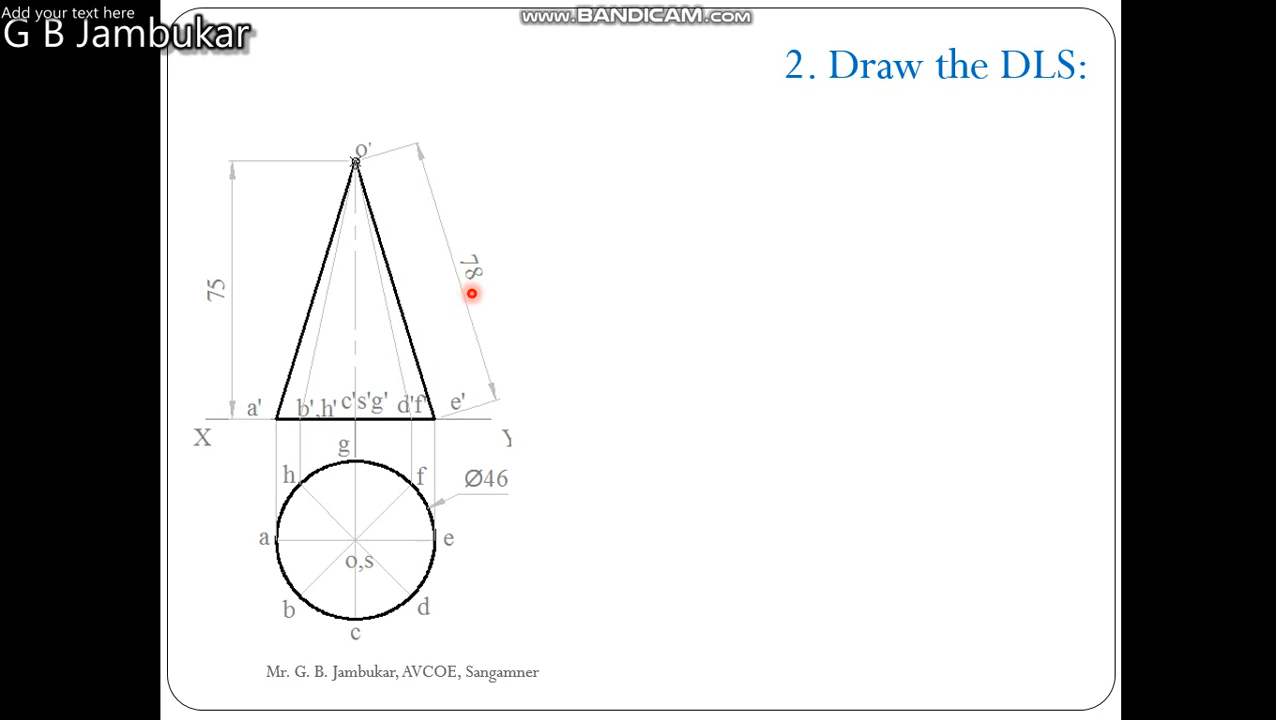 Add your text here
G B Jambukar
www.BANDICAM.com
2. Draw the DLS:
o'
75
78
a'
b',h'
c's'g'
d'f'
e'
X
Y
g
h
f
Ø46
a
e
o,s
b
d
c
Mr. G. B. Jambukar, AVCOE, Sangamner